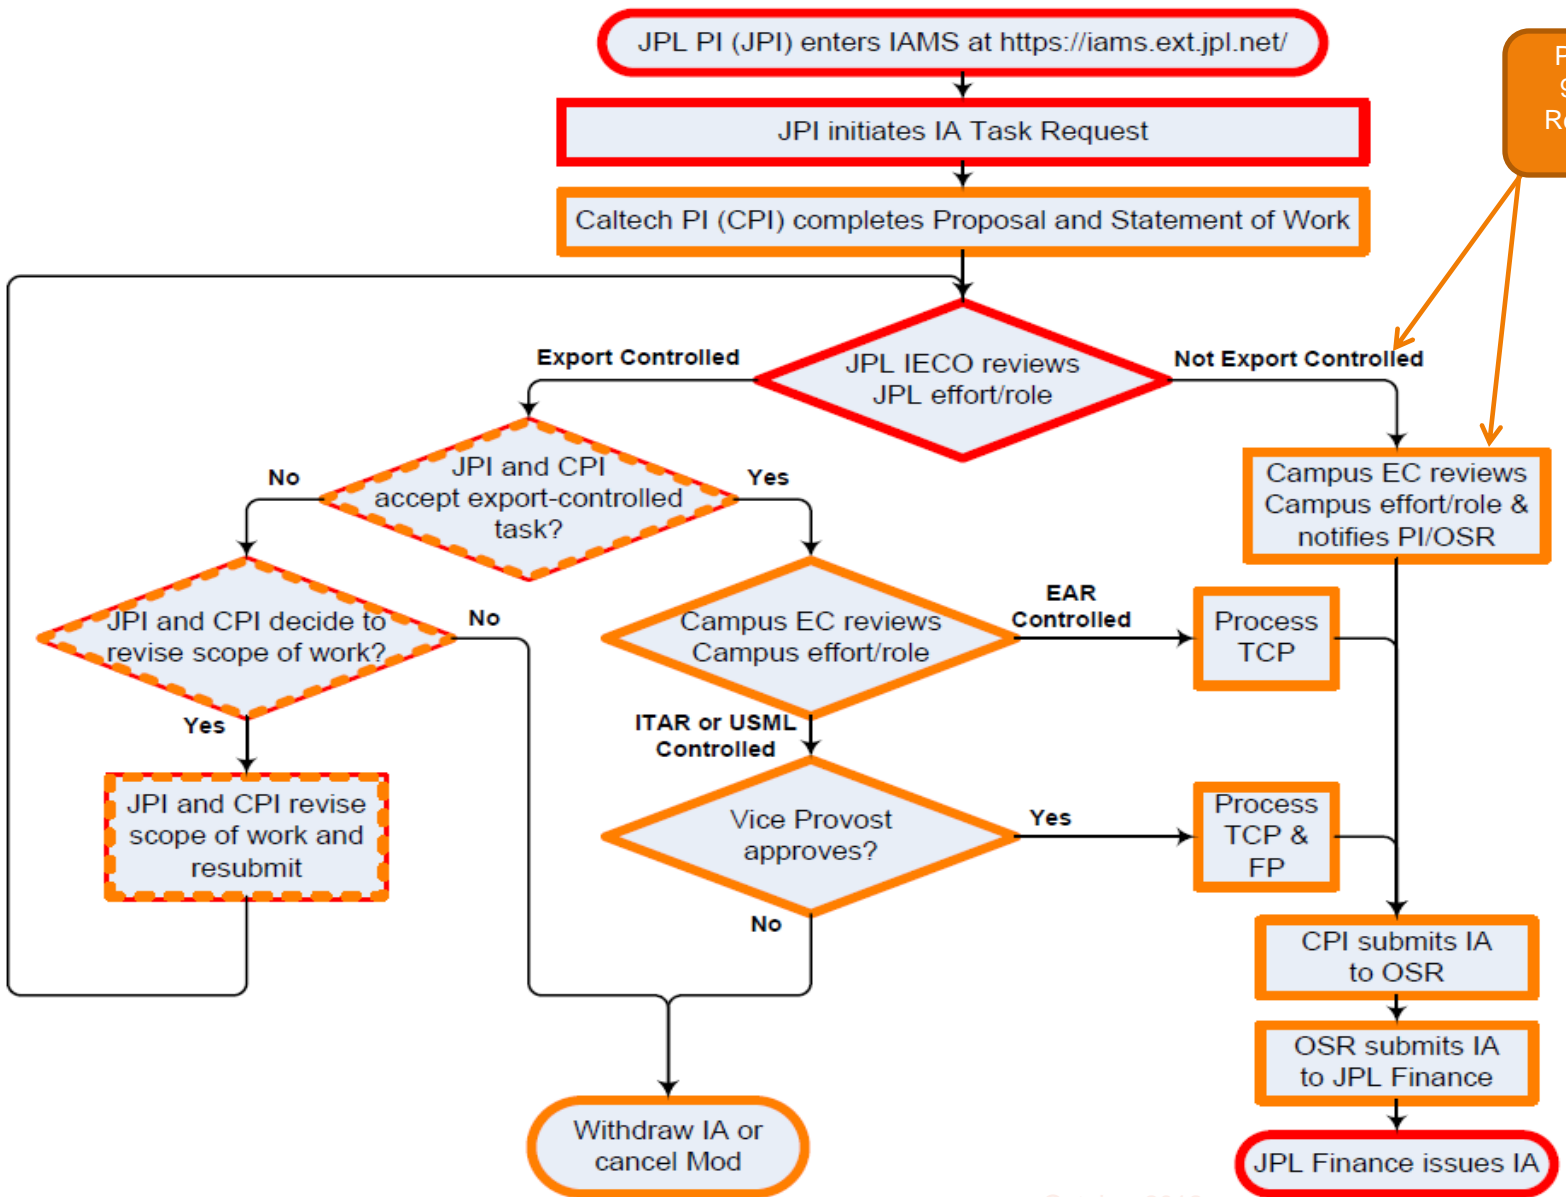 JPL PI (JPI) enters IAMS at https://iams.ext.jpl.net/
JPI initiates IA Task Request
Caltech PI (CPI) completes Proposal and Statement of Work
Export Controlled
JPL IECO reviews
JPL effort/role
Not Export Controlled
No
JPI and CPI
accept export-controlled
task?
Yes
Campus EC reviews
Campus effort/role &
notifies PI/OSR
JPI and CPI decide to
revise scope of work?
No
Campus EC reviews
Campus effort/role
EAR
Controlled
Process
TCP
Yes
ITAR or USML
Controlled
JPI and CPI revise
scope of work and
resubmit
Vice Provost
approves?
Yes
Process
TCP &
FP
No
CPI submits IA
to OSR
OSR submits IA
to JPL Finance
Withdraw IA or
cancel Mod
JPL Finance issues IA